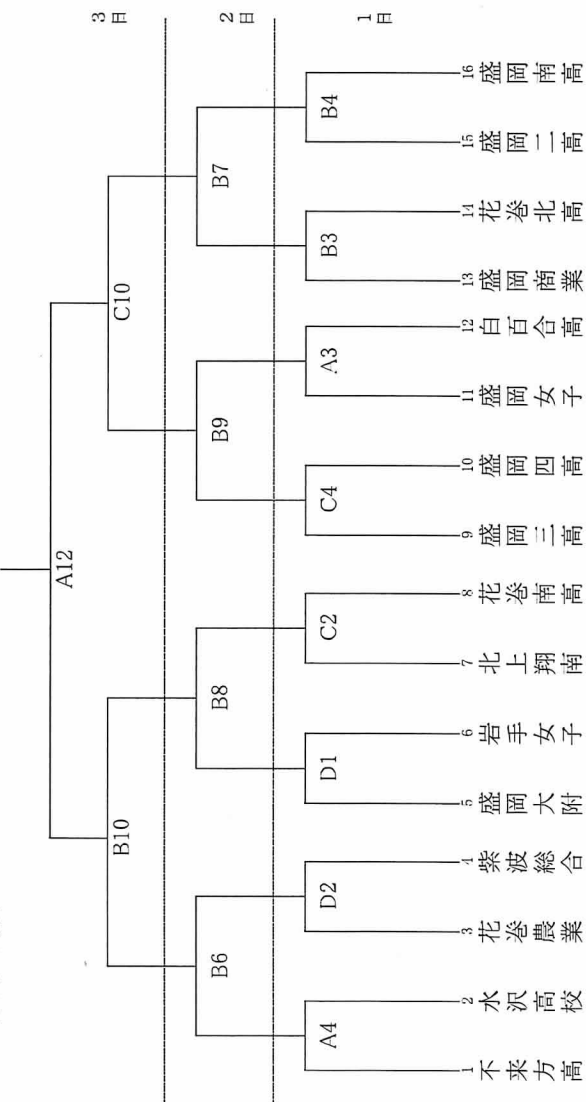 3日
2日
1日
A12
B10
C10
B6
B8
B9
B7
A4
D2
D1
C2
C4
A3
B3
B4
1 不来方高
2 水沢高校
3 花巻農業
4 紫波総合
5 盛岡大附
6 岩手女子
7 北上翔南
8 花巻南高
9 盛岡三高
10 盛岡四高
11 盛岡女子
12 白百合高
13 盛岡商業
14 花巻北高
15 盛岡二高
16 盛岡南高